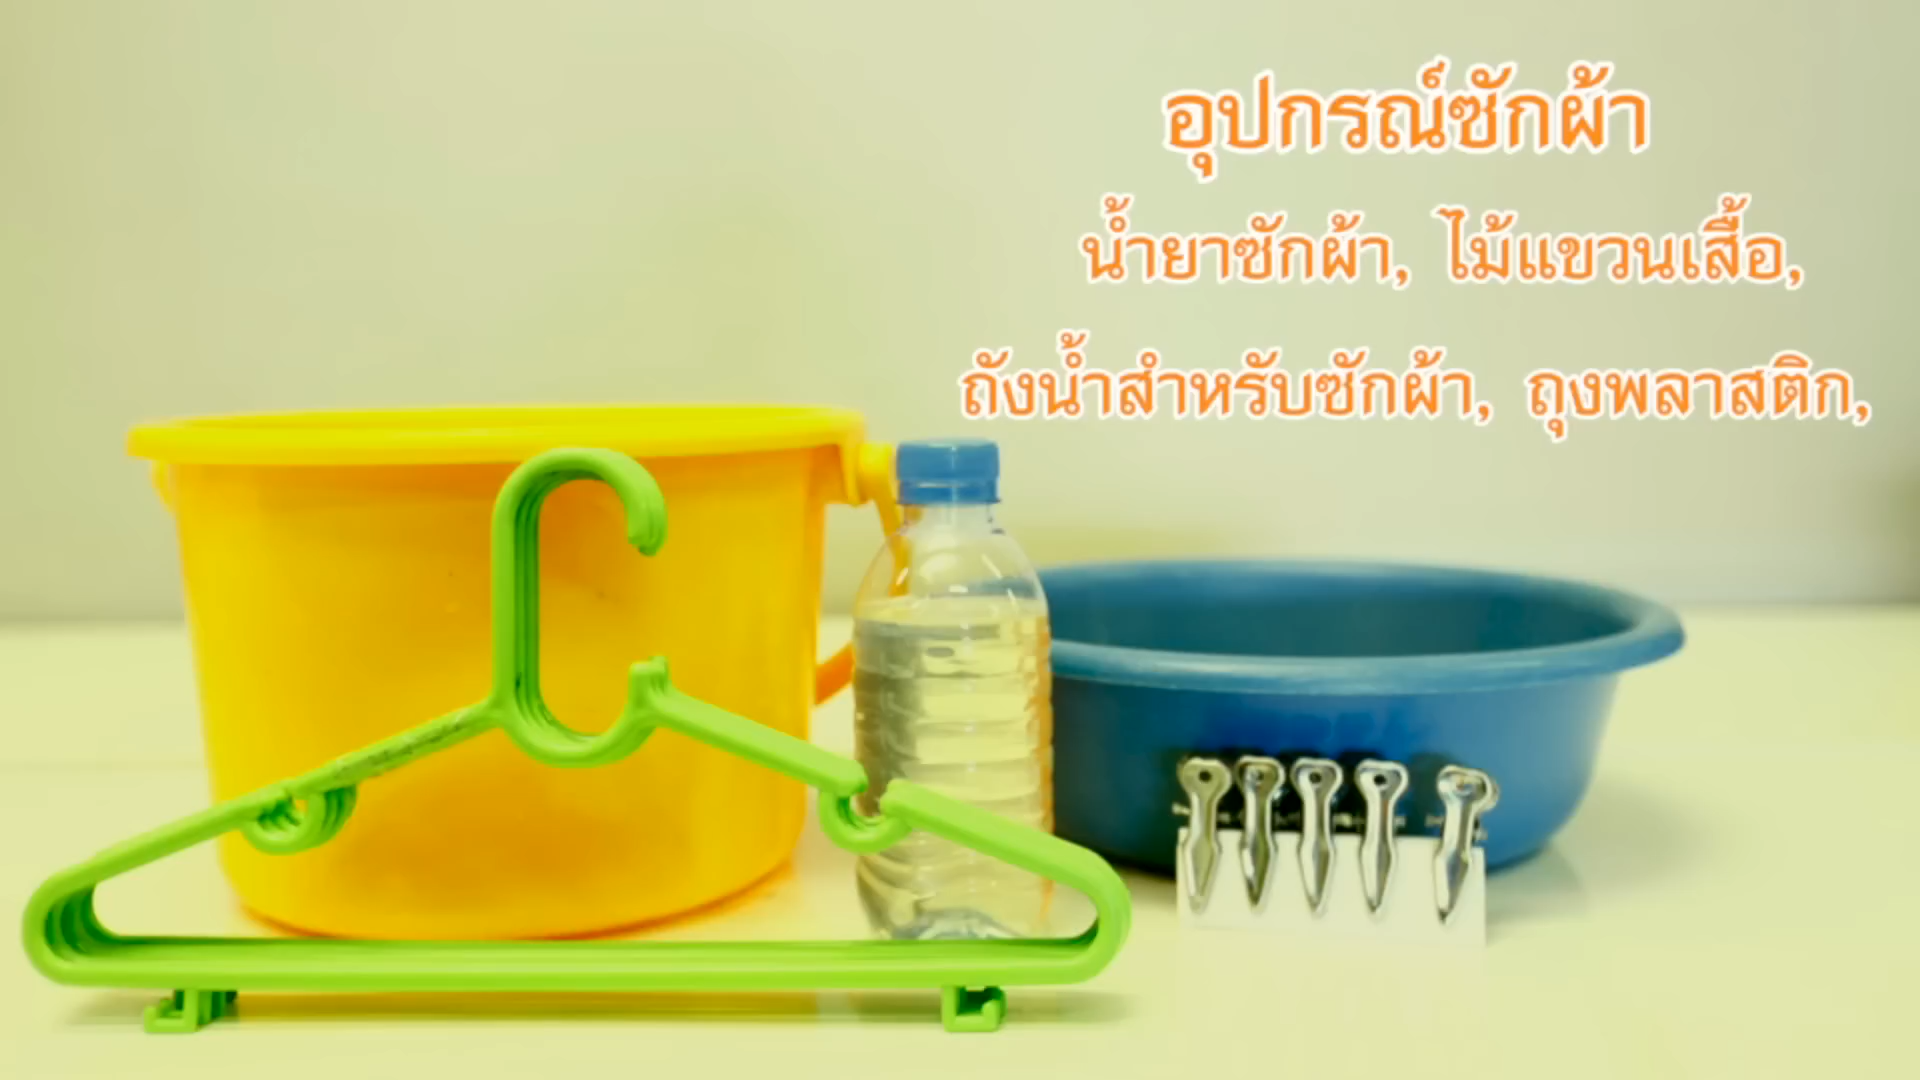 อุปกรณ์ซักผ้า
น้ำยาซักผ้า, ไม้แขวนเสื้อ,
ถังน้ำสำหรับซักผ้า, ถุงพลาสติก,